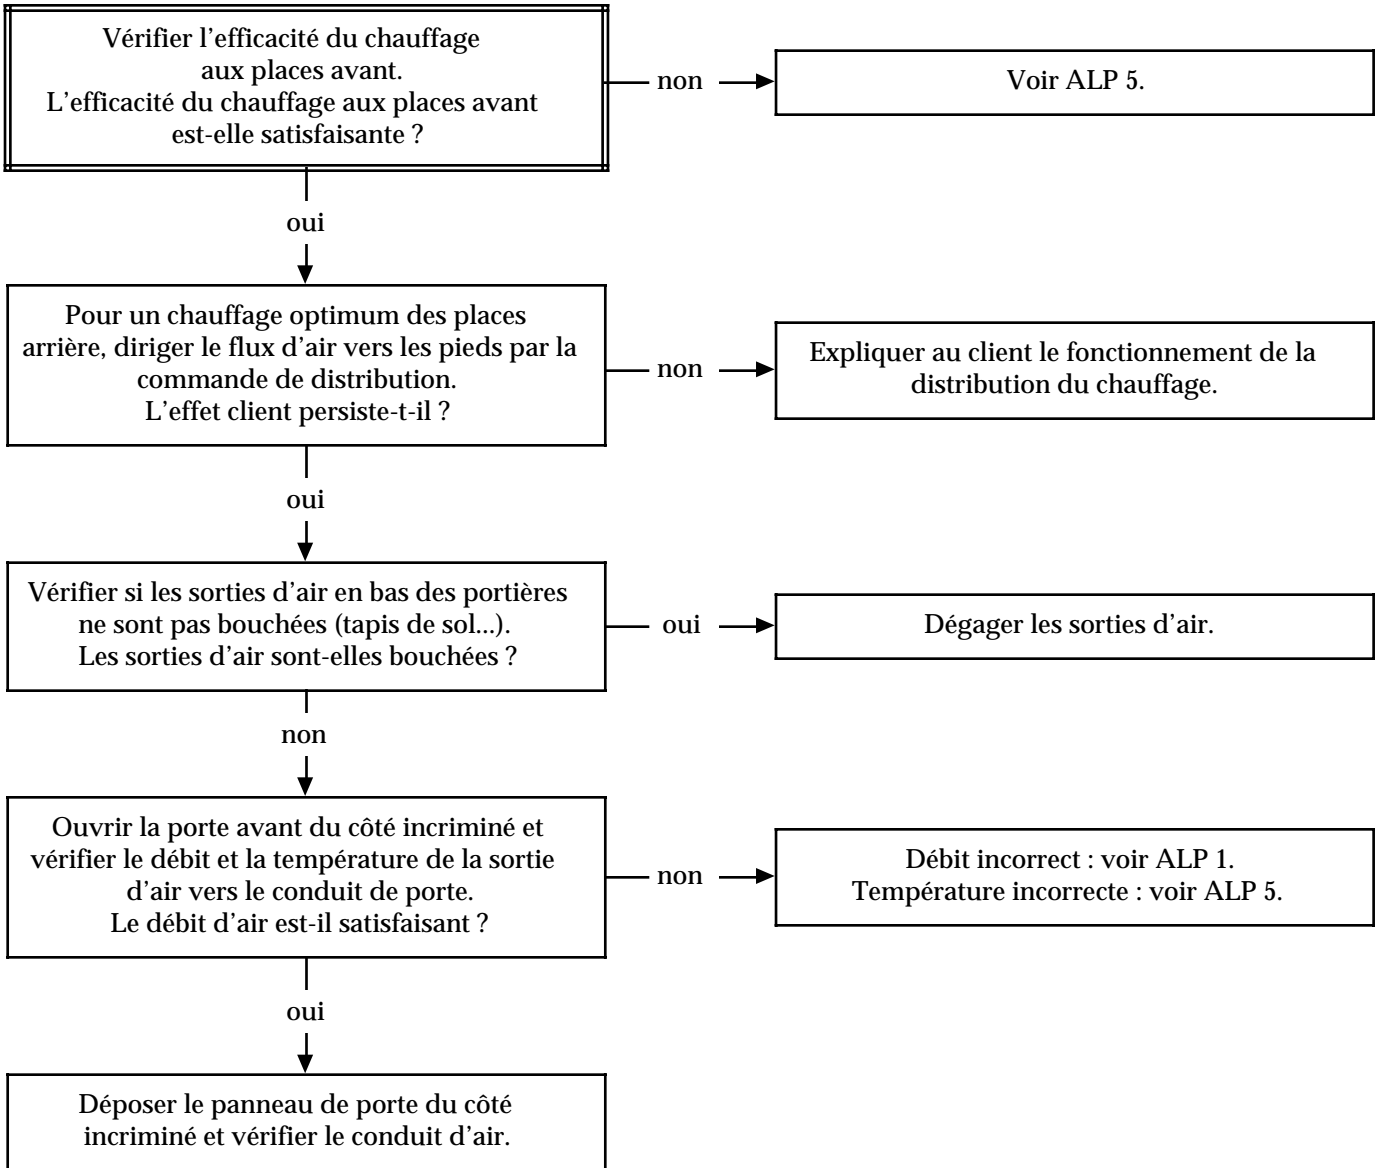 Vérifier l'efficacité du chauffage
aux places avant.
L'efficacité du chauffage aux places avant
est-elle satisfaisante ?
non
Voir ALP 5.
oui
Pour un chauffage optimum des places
arrière, diriger le flux d'air vers les pieds par la
commande de distribution.
L'effet client persiste-t-il ?
non
Expliquer au client le fonctionnement de la
distribution du chauffage.
oui
Vérifier si les sorties d'air en bas des portières
ne sont pas bouchées (tapis de sol...).
Les sorties d'air sont-elles bouchées ?
oui
Dégager les sorties d'air.
non
Ouvrir la porte avant du côté incriminé et
vérifier le débit et la température de la sortie
d'air vers le conduit de porte.
Le débit d'air est-il satisfaisant ?
non
Débit incorrect : voir ALP 1.
Température incorrecte : voir ALP 5.
oui
Déposer le panneau de porte du côté
incriminé et vérifier le conduit d'air.